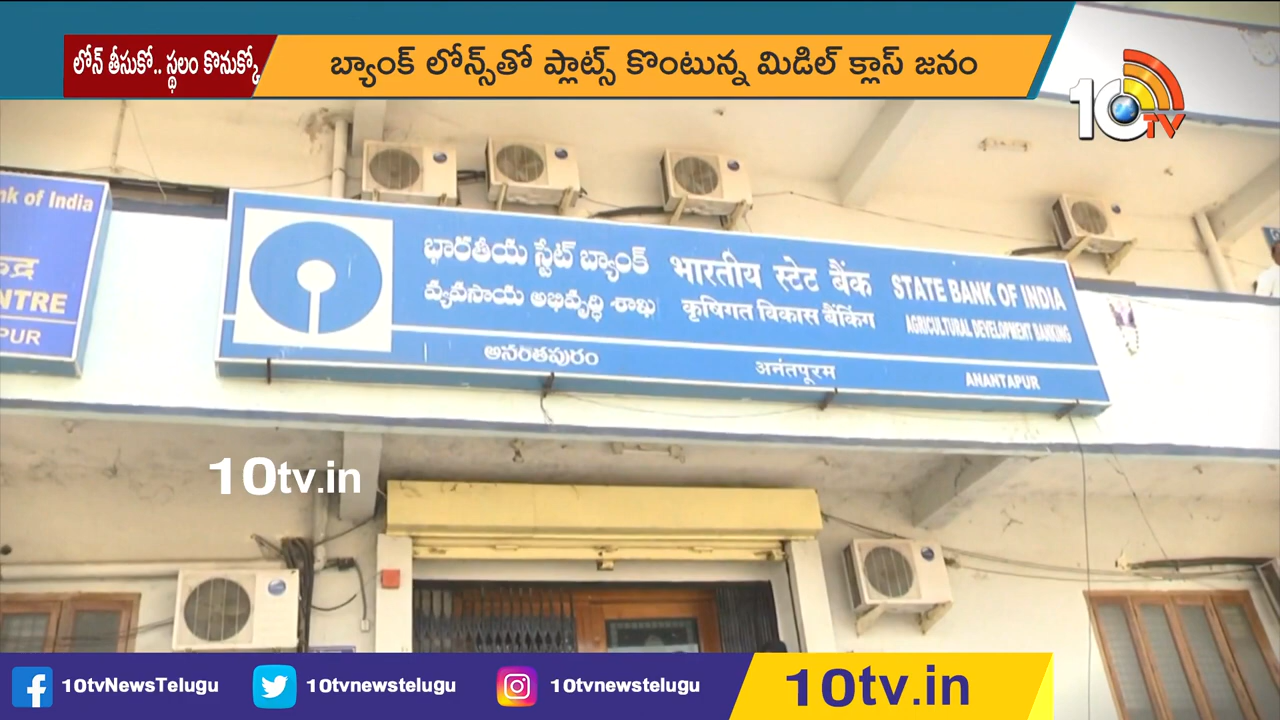 లోన్ తీసుకో.. స్థలం కొనుక్కో
బ్యాంక్ లోన్స్‌తో ప్లాట్స్ కొంటున్న మిడిల్ క్లాస్ జనం
10TV
nk of India
NTRE
PUR
భారతీయ స్టేట్ బ్యాంక్ भारतीय स्टेट बैंक STATE BANK OF INDIA
వ్యవసాయ అభివృద్ధి శాఖ कृषिगत विकास बैंकिंग AGRICULTURAL DEVELOPMENT BANKING
అనంతపురం अनंतपूरम ANANTAPUR
10tv.in
10tvNewsTelugu
10tvnewstelugu
10tvnewstelugu
10tv.in